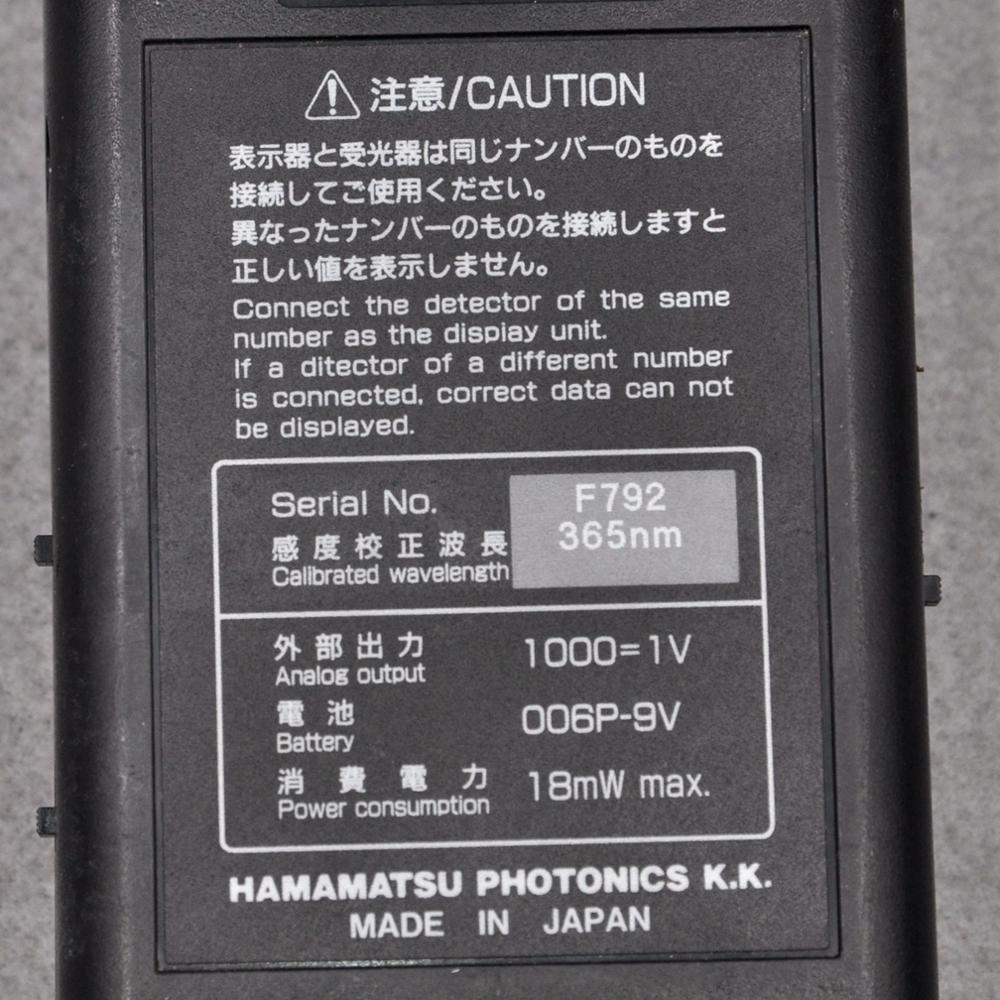 注意/CAUTION
表示器と受光器は同じナンバーのものを
接続してご使用ください。
異なったナンバーのものを接続しますと
正しい値を表示しません。
Connect the detector of the same
number as the display unit.
If a ditector of a different number
is connected, correct data can not
be displayed.
Serial No. F792
感度校正波長 365nm
Calibrated wavelength
外部出力 1000=1V
Analog output
電池 006P-9V
Battery
消費電力 18mW max.
Power consumption
HAMAMATSU PHOTONICS K.K.
MADE IN JAPAN